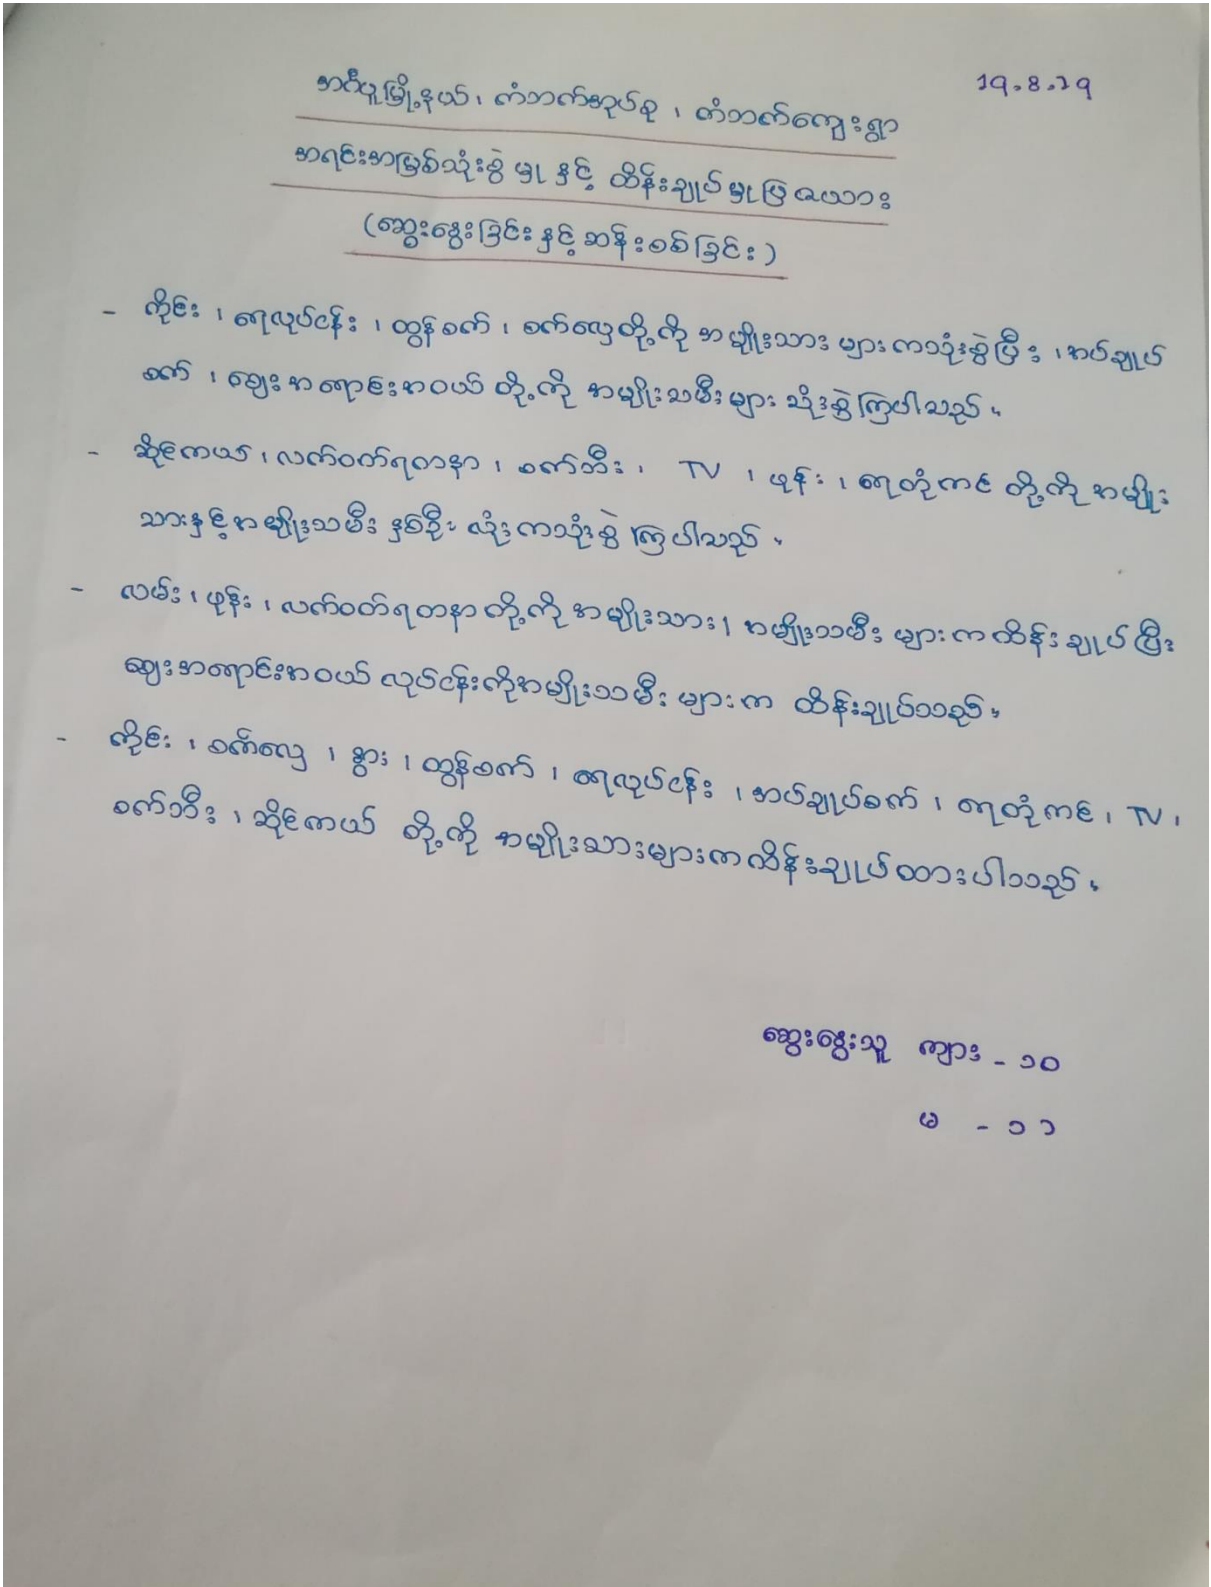 19.8.19
အင်္ဂပူမြို့နယ်၊ ကံဘက်အုပ်စု ၊ ကံဘက်ကျေးရွာ
အရင်းအမြစ်သုံးစွဲမှု နှင့် ထိန်းချုပ်မှုပြဇယား
(ဆွေးနွေးခြင်း နှင့် ဆန်းစစ်ခြင်း)
- ကိုင်း ၊ ရေလုပ်ငန်း ၊ ထွန်စက် ၊ စက်လှေတို့ကို အမျိုးသားများကသုံးစွဲပြီး ၊အပ်ချုပ်
စက် ၊ ဈေးအရောင်းအဝယ် တို့ကို အမျိုးသမီးများ သုံးစွဲကြပါသည်။
- ဆိုင်ကယ်၊ လက်ဝတ်ရတနာ ၊ စက်ဘီး ၊ TV ၊ ဖုန်း ၊ ရေတုံကင် တို့ကို အမျိုး
သားနှင့်အမျိုးသမီး နှစ်ဦး လုံးကသုံးစွဲ ကြပါသည်။
- လမ်း၊ ဖုန်း ၊ လက်ဝတ်ရတနာ တို့ကို အမျိုးသား၊ အမျိုးသမီး များကထိန်းချုပ်ပြီး
ဈေးအရောင်းအဝယ် လုပ်ငန်းကိုအမျိုးသမီး များက ထိန်းချုပ်သည်။
- ကိုင်း ၊ စက်လှေ ၊ နွား ၊ ထွန်စက် ၊ ရေလုပ်ငန်း ၊ အပ်ချုပ်စက် ၊ ရေတုံကင် ၊ TV ၊
စက်ဘီး ၊ ဆိုင်ကယ် တို့ကို အမျိုးသားများကထိန်းချုပ်ထားပါသည်။
ဆွေးနွေးသူ ကျား - ၁၀
မ - ၁၁